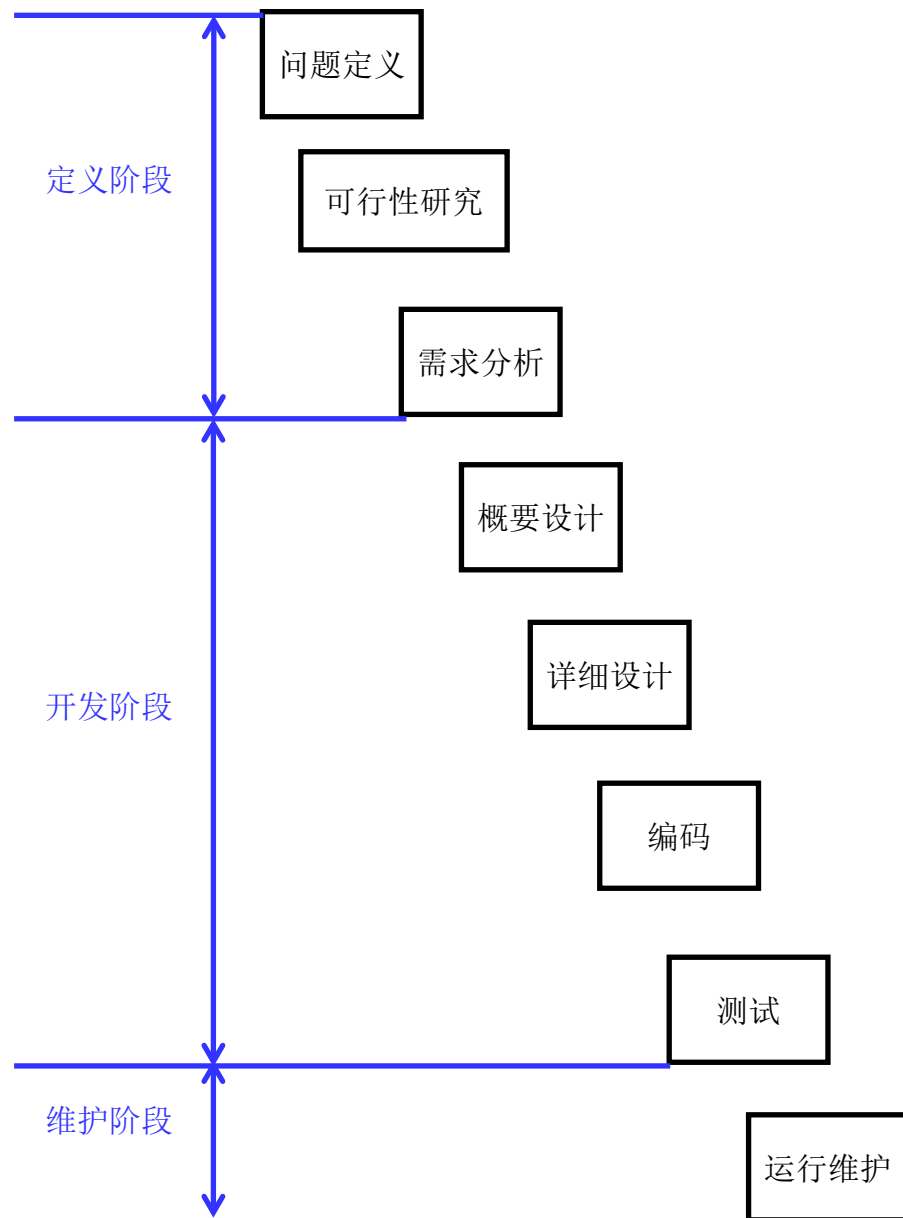 问题定义
定义阶段
可行性研究
需求分析
概要设计
详细设计
开发阶段
编码
测试
维护阶段
运行维护